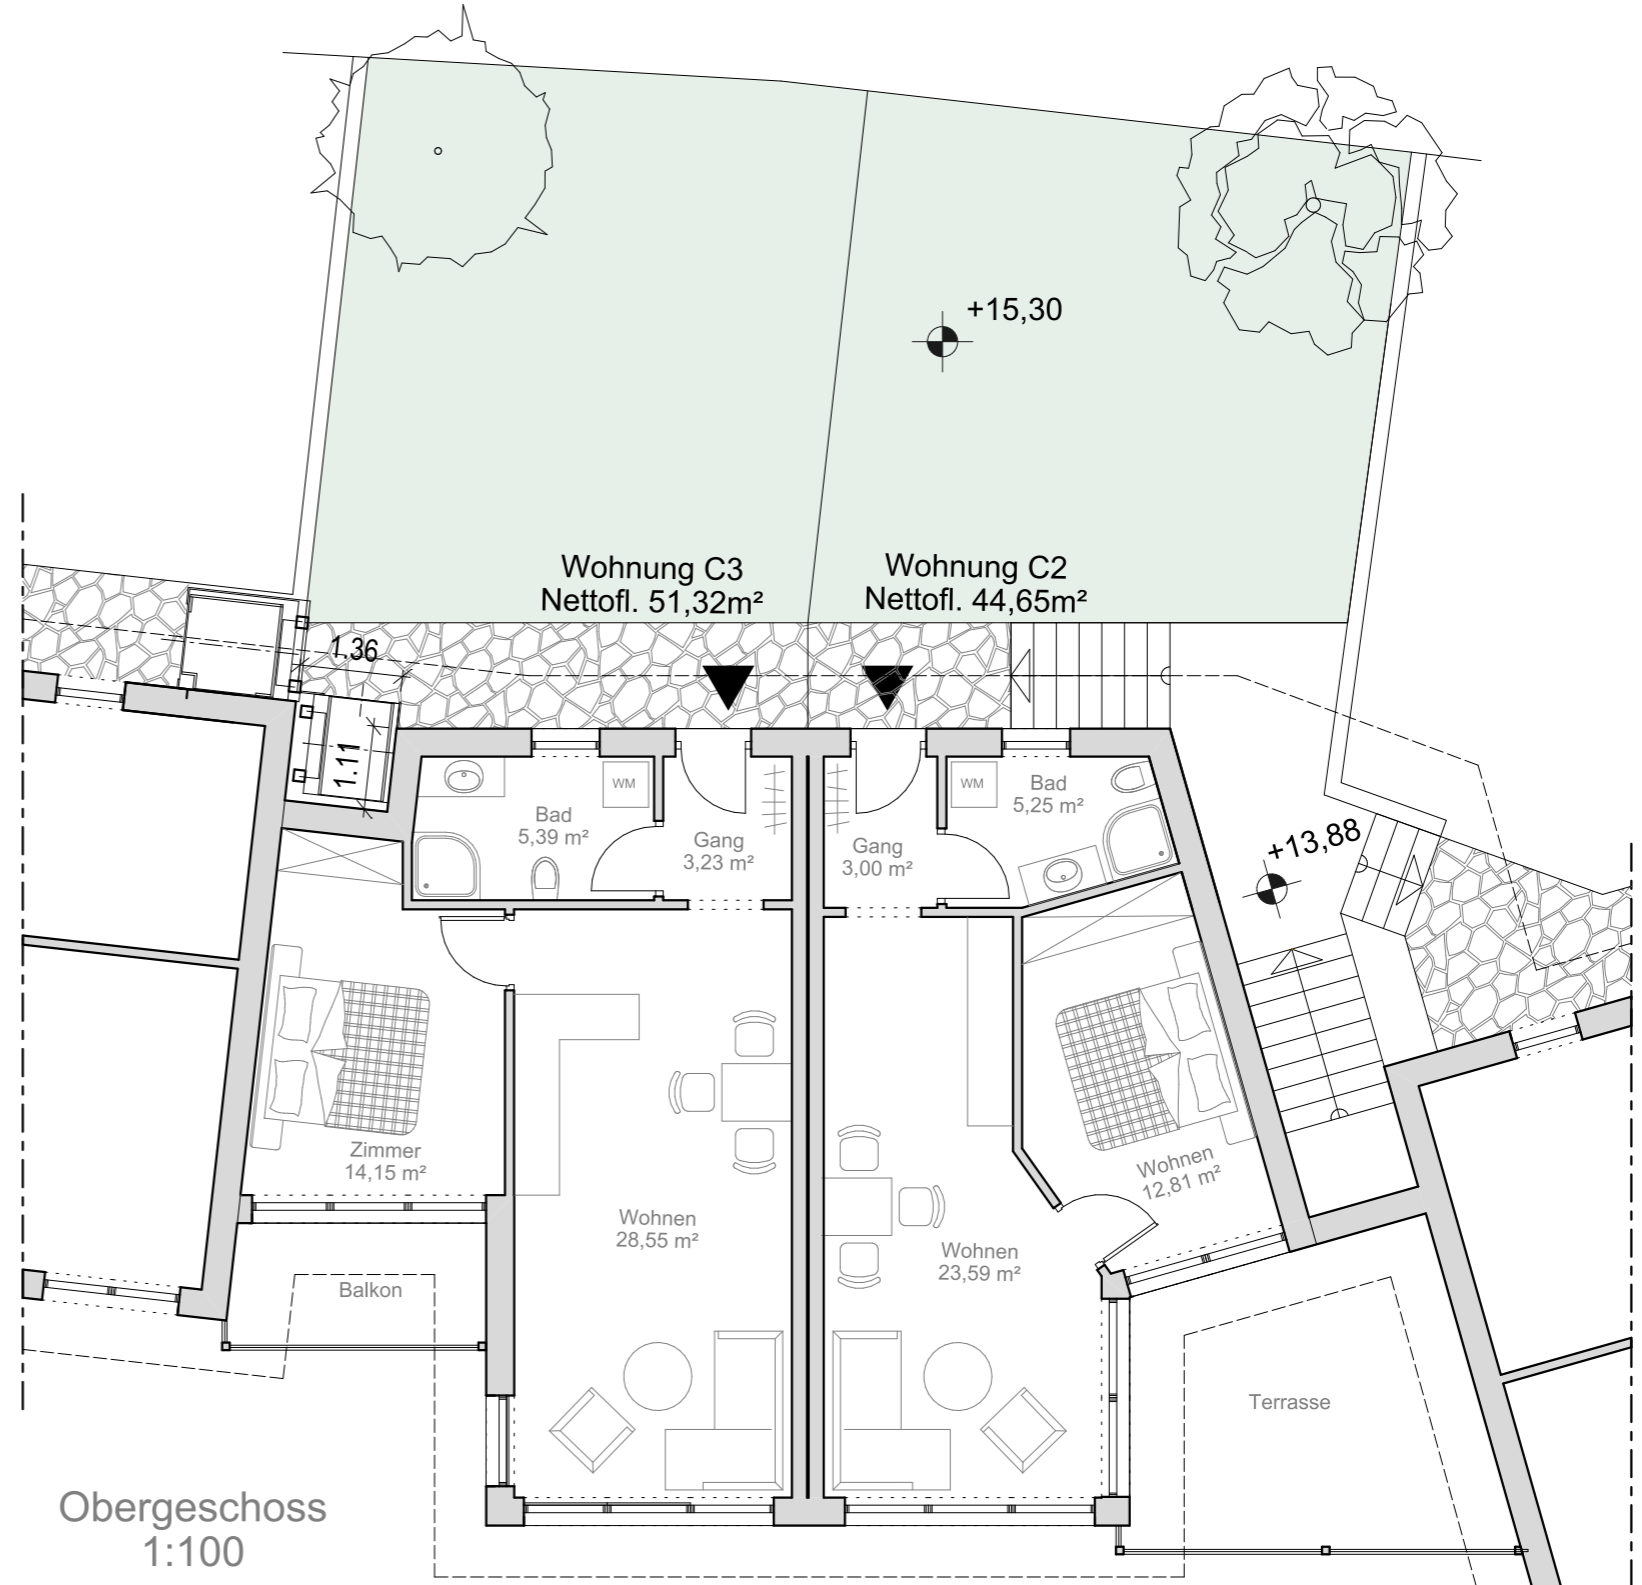 +15,30
Wohnung C3
Nettofl. 51,32m²
Wohnung C2
Nettofl. 44,65m²
1.36
1.11
WM
Bad
5,39 m²
Gang
3,23 m²
Gang
3,00 m²
WM
Bad
5,25 m²
+13,88
Zimmer
14,15 m²
Wohnen
12,81 m²
Wohnen
28,55 m²
Wohnen
23,59 m²
Balkon
Terrasse
Obergeschoss
1:100